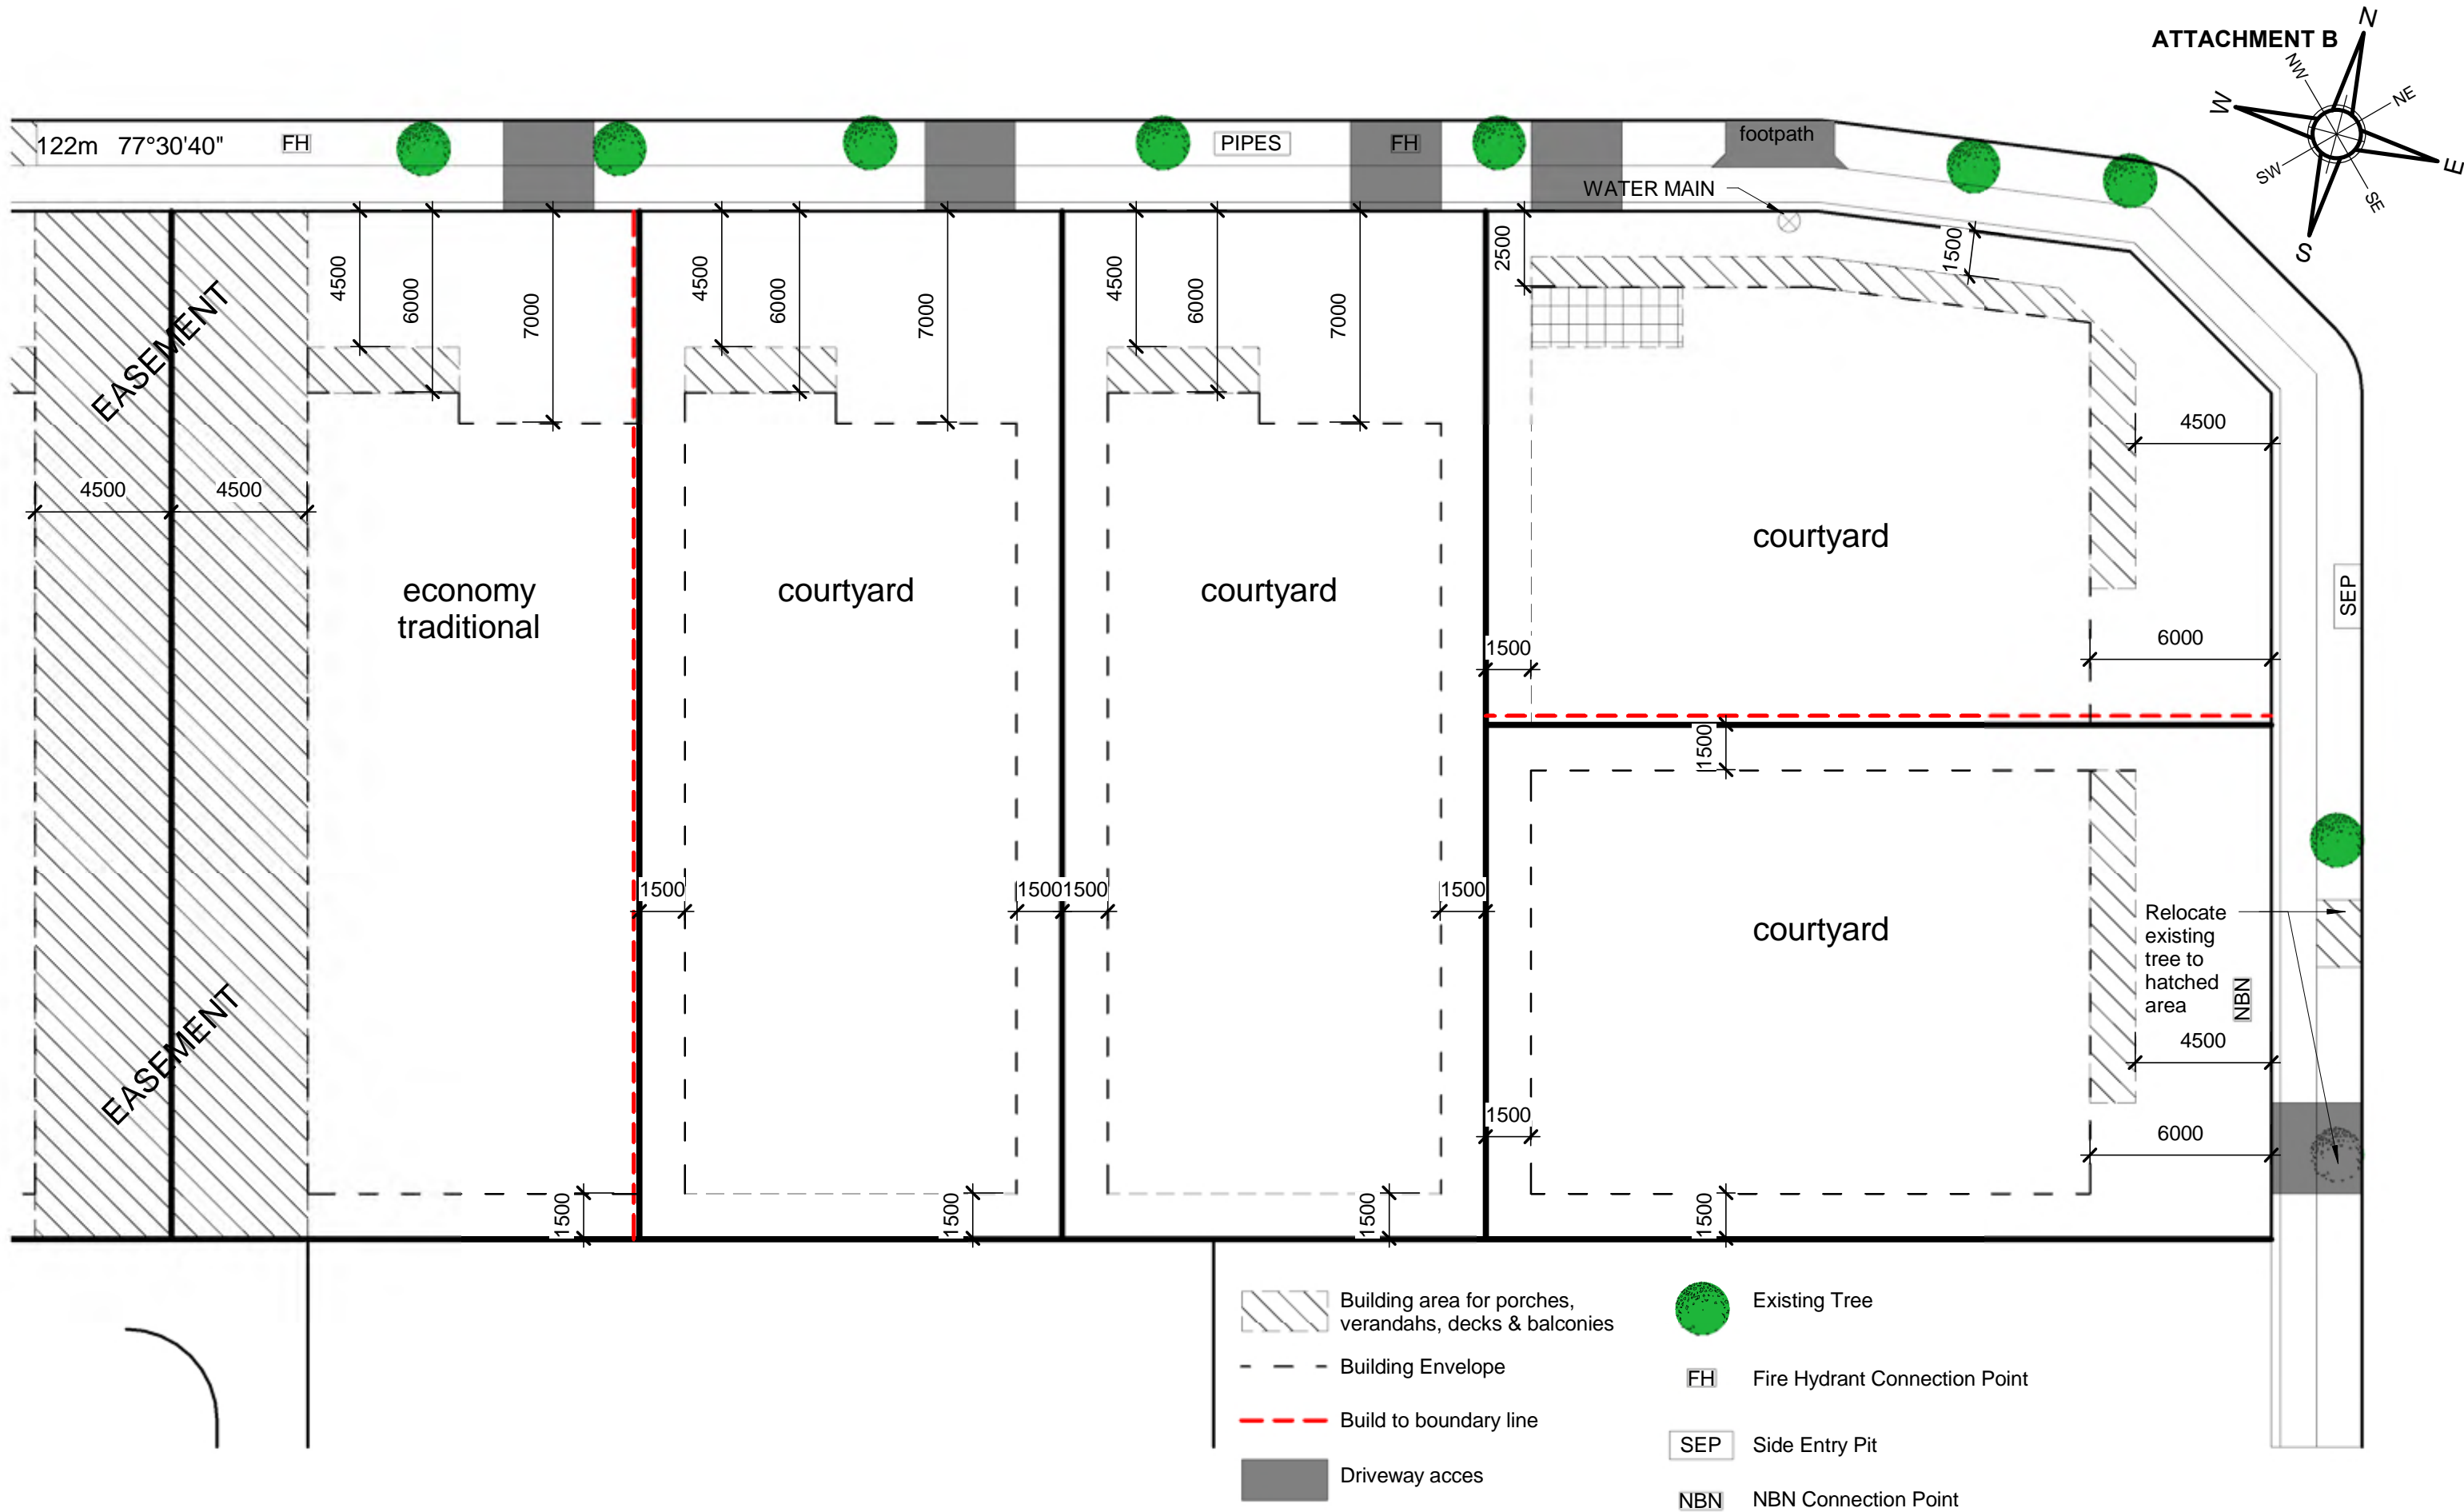 ATTACHMENT B
N
NW
NE
W
E
SW
SE
S
122m 77°30'40"
FH
PIPES
FH
footpath
WATER MAIN
4500
6000
7000
4500
6000
7000
4500
6000
7000
2500
1500
EASEMENT
4500
4500
4500
economy
traditional
courtyard
courtyard
courtyard
SEP
1500
6000
1500
1500
1500
1500
1500
courtyard
Relocate
existing
tree to
hatched
area
NBN
EASEMENT
4500
1500
6000
1500
1500
1500
1500
Building area for porches,
verandahs, decks & balconies
Existing Tree
Building Envelope
FH
Fire Hydrant Connection Point
Build to boundary line
SEP
Side Entry Pit
Driveway acces
NBN
NBN Connection Point